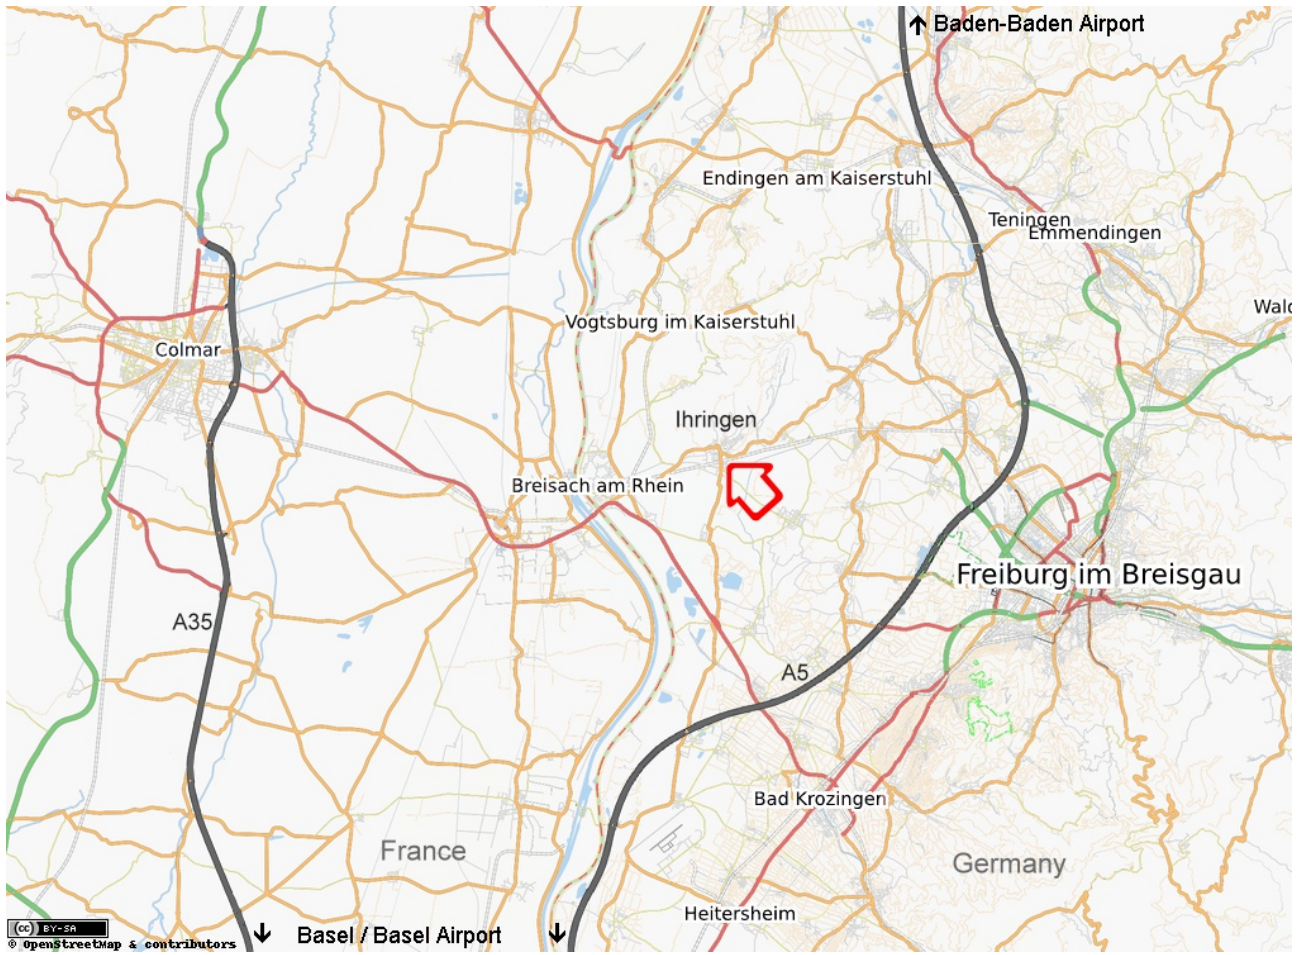 ↑ Baden-Baden Airport
Endingen am Kaiserstuhl
Teningen
Emmendingen
Wald
Vogtsburg im Kaiserstuhl
Colmar
Ihringen
Breisach am Rhein
Freiburg im Breisgau
A35
A5
Bad Krozingen
France
Germany
Heitersheim
(cc) BY-SA
© OpenStreetMap & contributors
↓ Basel / Basel Airport ↓